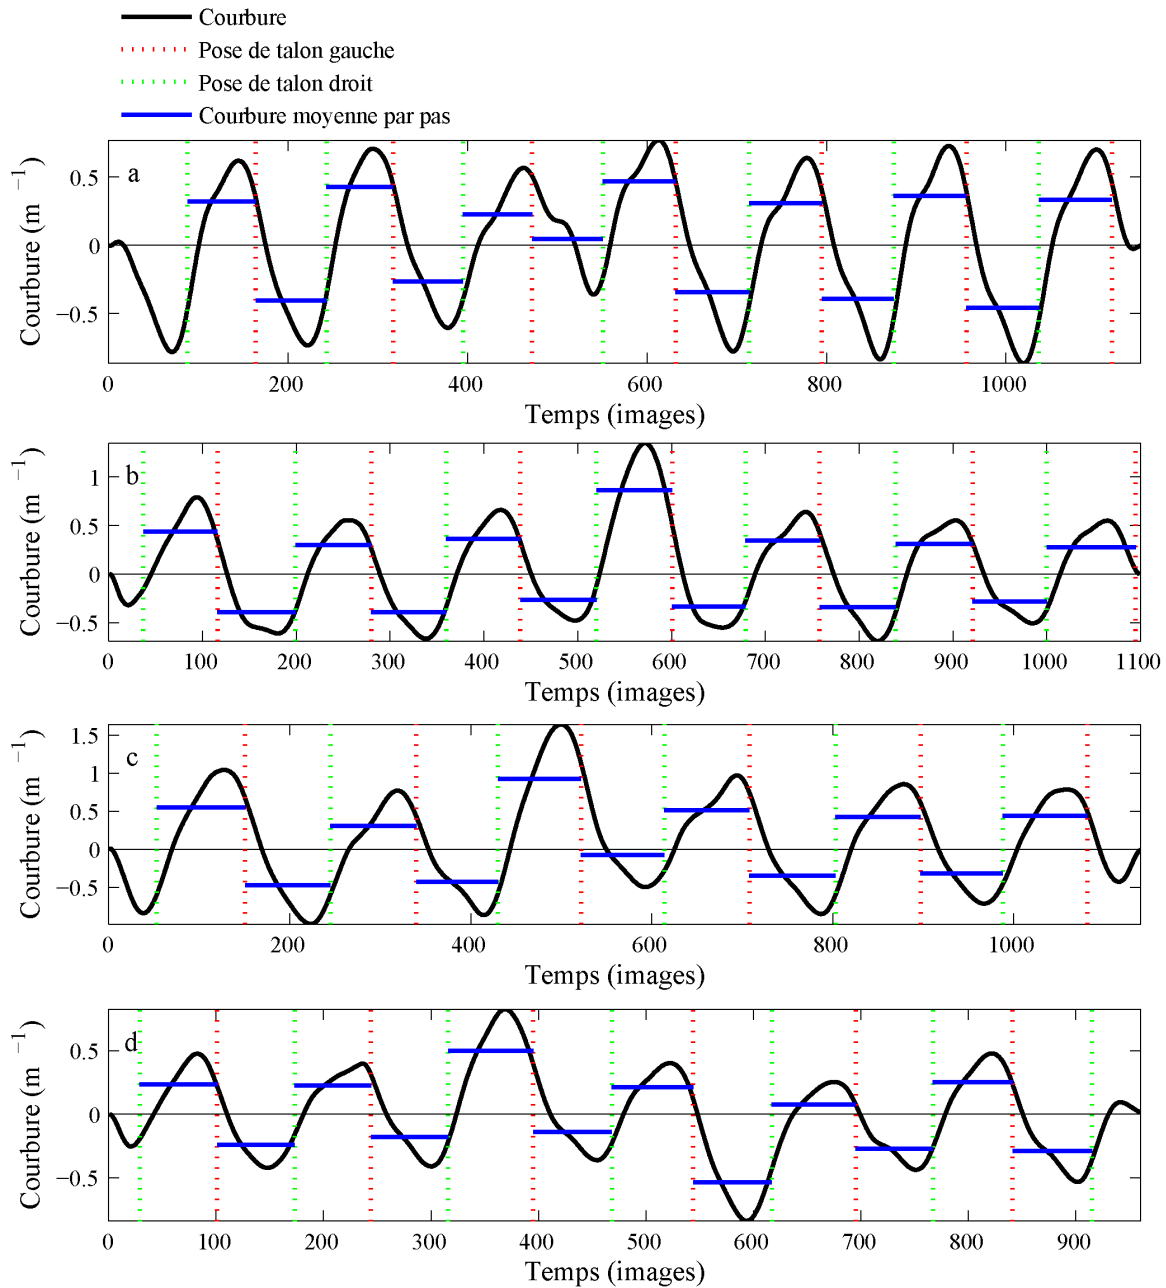 Courbure
Pose de talon gauche
Pose de talon droit
Courbure moyenne par pas
a
Courbure (m −1)
0.5
0
−0.5
0 200 400 600 800 1000
Temps (images)
b
Courbure (m −1)
1
0.5
0
−0.5
0 100 200 300 400 500 600 700 800 900 1000 1100
Temps (images)
c
Courbure (m −1)
1.5
1
0.5
0
−0.5
0 200 400 600 800 1000
Temps (images)
d
Courbure (m −1)
0.5
0
−0.5
0 100 200 300 400 500 600 700 800 900
Temps (images)